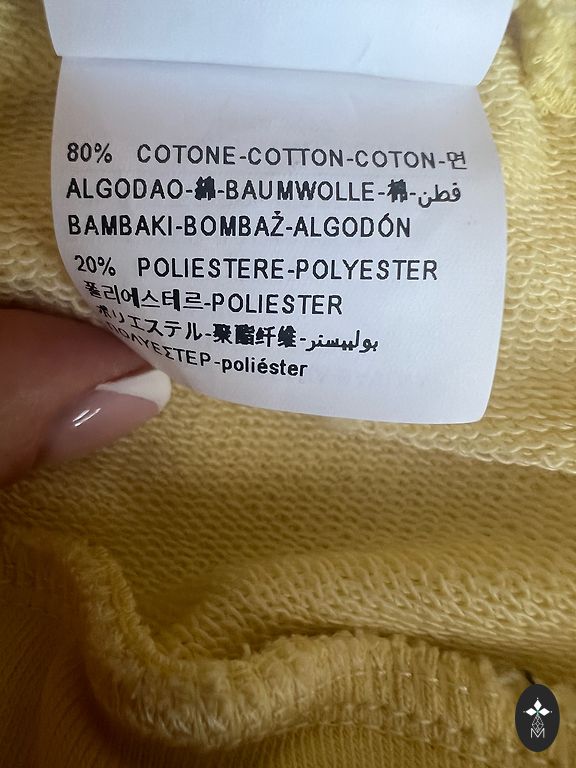 80% COTONE-COTTON-COTON-면
ALGODAO-綿-BAUMWOLLE-棉-قطن
BAMBAKI-BOMBAŽ-ALGODÓN
20% POLIESTERE-POLYESTER
폴리에스테르-POLIESTER
ポリエステル-聚酯纤维-بوليستر
ΠΟΛΥΕΣΤΕΡ-poliéster
M